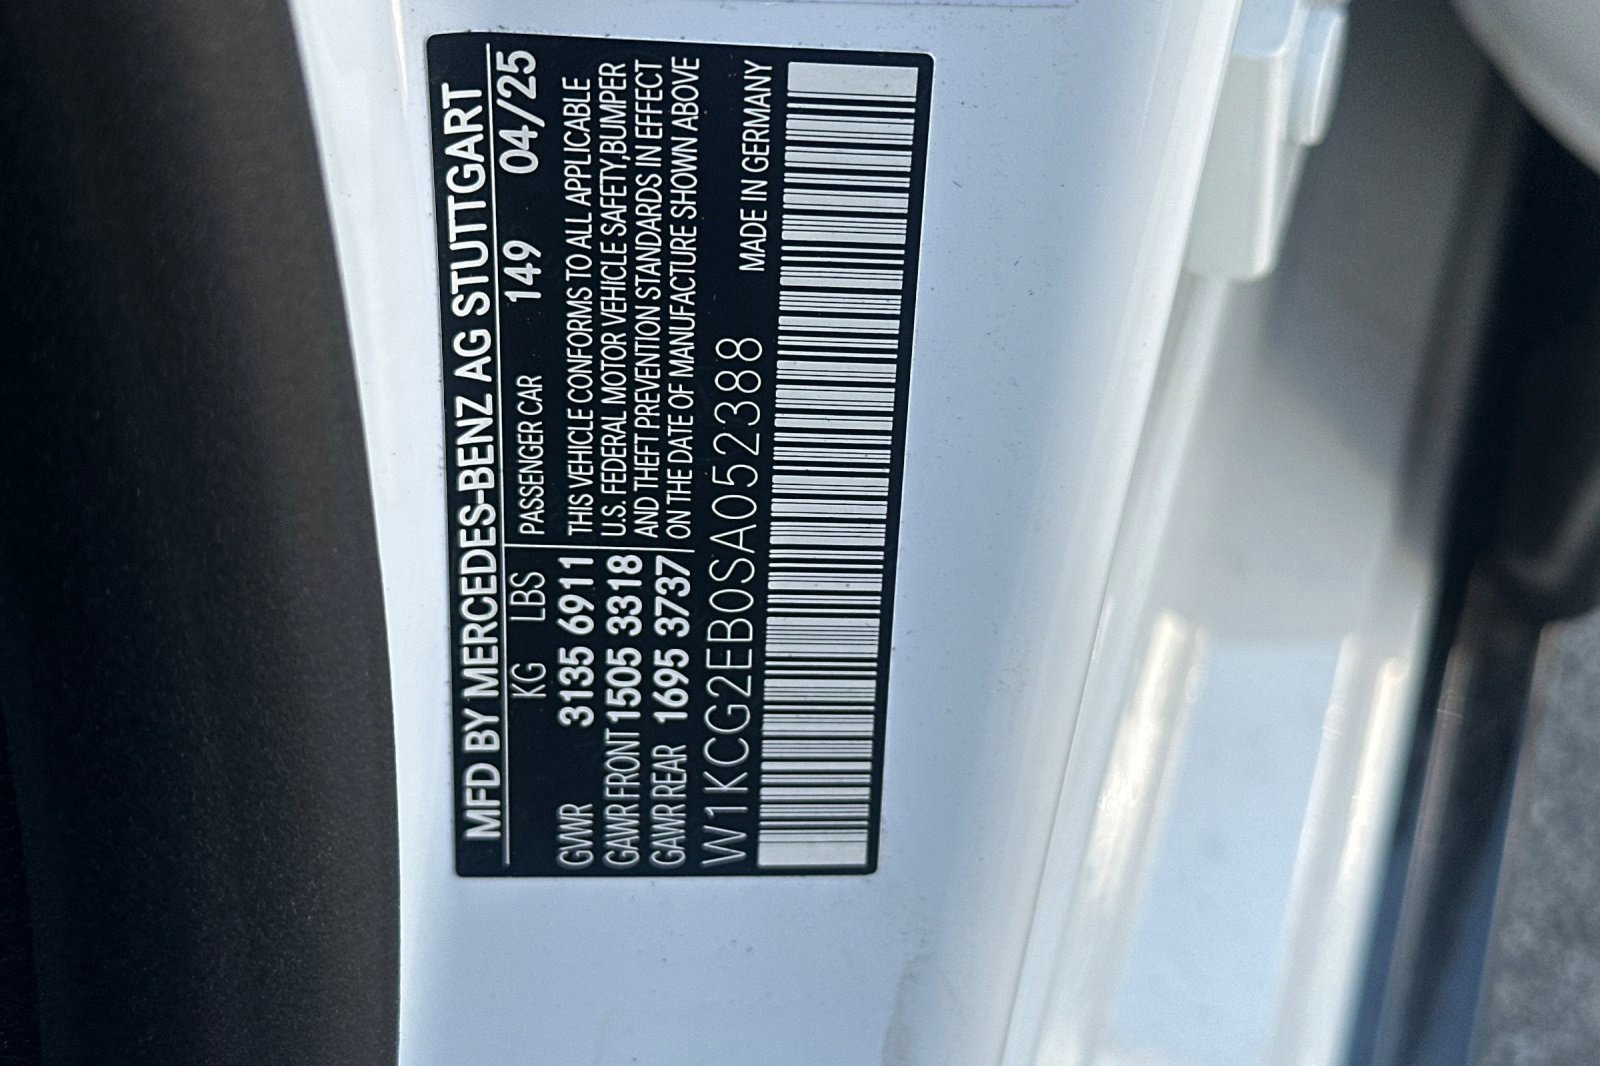 MFD BY MERCEDES-BENZ AG STUTTGART
KG LBS PASSENGER CAR 149 04/25
GVWR 3135 6911 THIS VEHICLE CONFORMS TO ALL APPLICABLE
GAWR FRONT 1505 3318 U.S. FEDERAL MOTOR VEHICLE SAFETY,BUMPER
GAWR REAR 1695 3737 AND THEFT PREVENTION STANDARDS IN EFFECT
ON THE DATE OF MANUFACTURE SHOWN ABOVE
W1KCG2EB0SA052388 MADE IN GERMANY